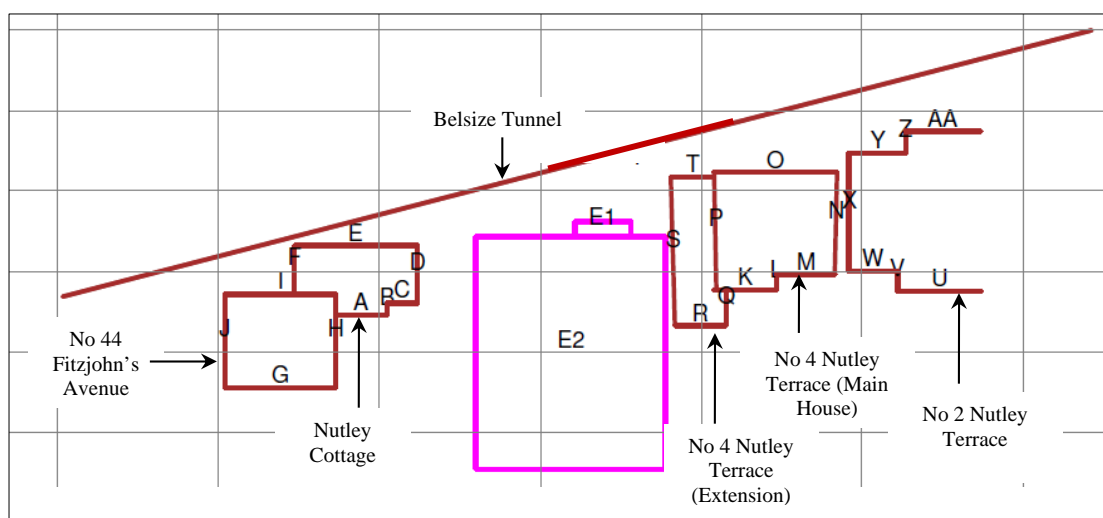 Belsize Tunnel
AA
Z
Y
T
O
E1
P
N
X
S
E
F
D
I
C
B
A
J
H
G
E2
K
L
M
Q
R
W
V
U
No 44
Fitzjohn’s
Avenue
Nutley
Cottage
No 4 Nutley
Terrace (Main
House)
No 2 Nutley
Terrace
No 4 Nutley
Terrace
(Extension)